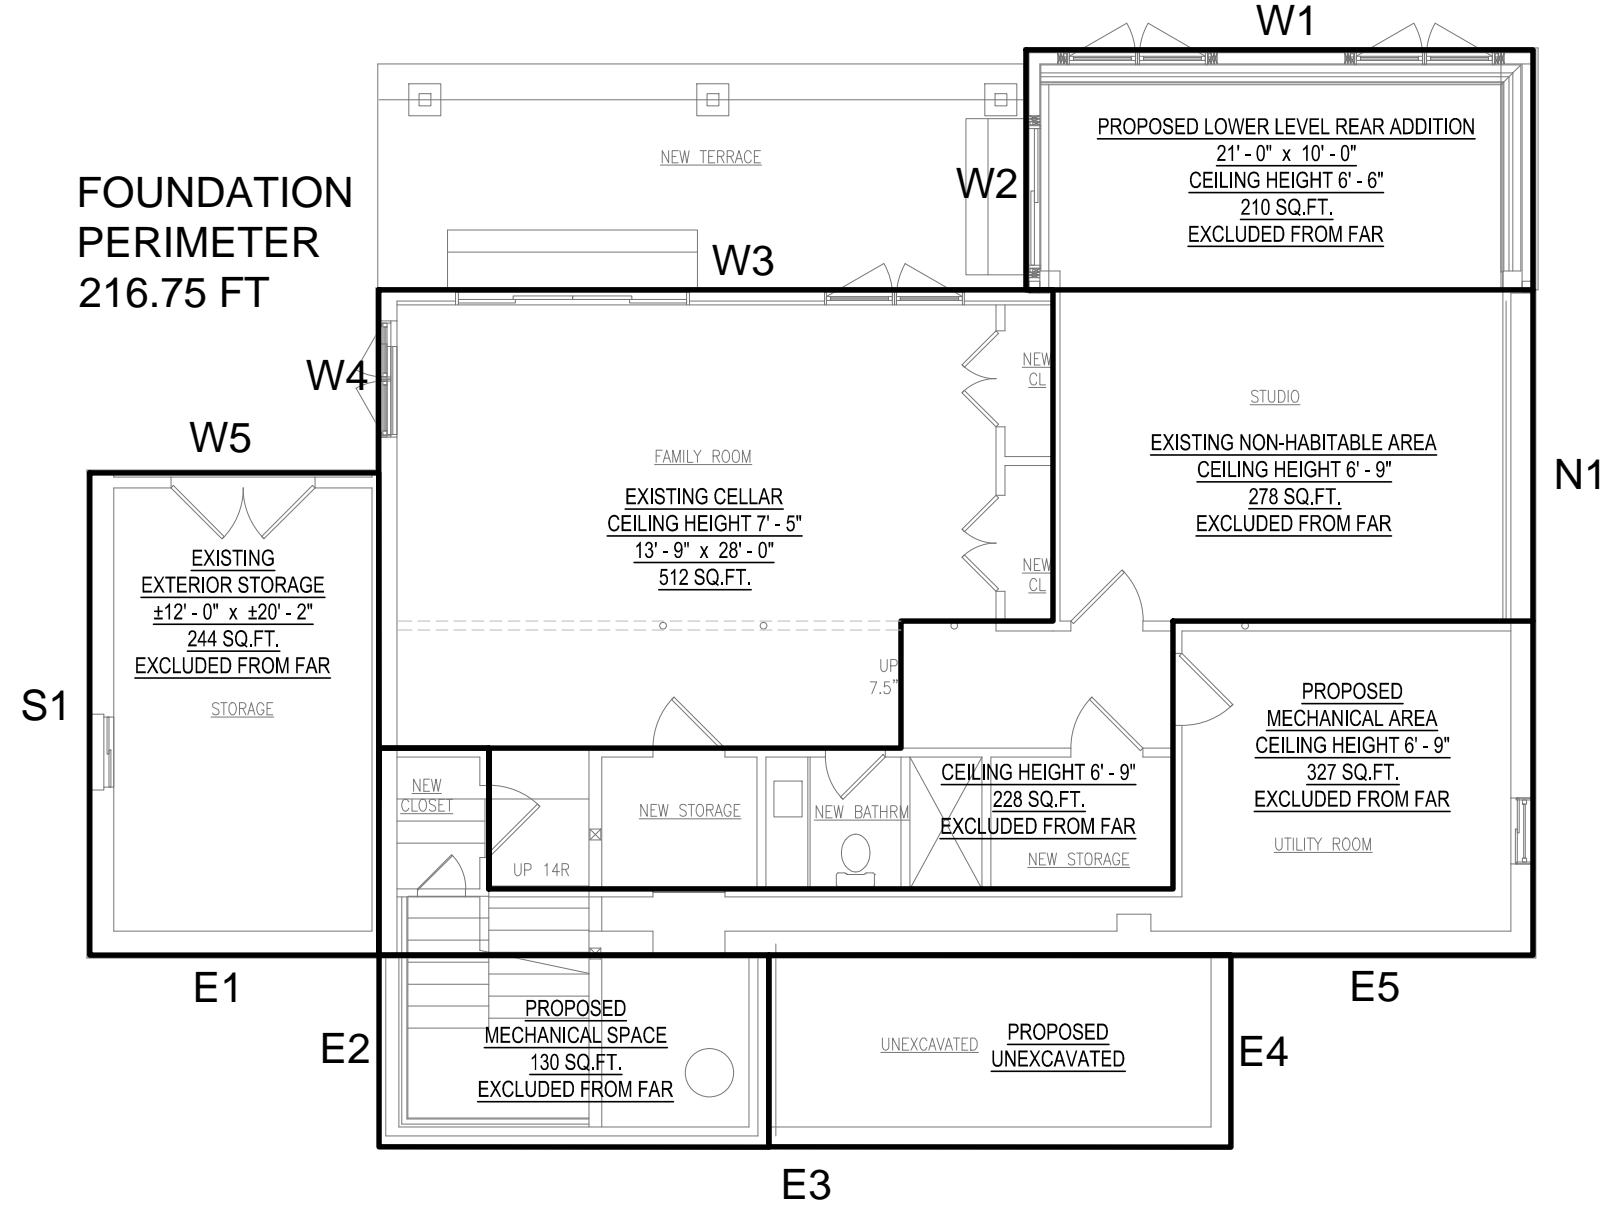 W1
PROPOSED LOWER LEVEL REAR ADDITION
21' - 0" x 10' - 0"
CEILING HEIGHT 6' - 6"
210 SQ.FT.
EXCLUDED FROM FAR
NEW TERRACE
W2
FOUNDATION
PERIMETER
216.75 FT
W3
W4
NEW
CL
STUDIO
EXISTING NON-HABITABLE AREA
CEILING HEIGHT 6' - 9"
278 SQ.FT.
EXCLUDED FROM FAR
N1
W5
FAMILY ROOM
EXISTING CELLAR
CEILING HEIGHT 7' - 5"
13' - 9" x 28' - 0"
512 SQ.FT.
NEW
CL
EXISTING
EXTERIOR STORAGE
±12' - 0" x ±20' - 2"
244 SQ.FT.
EXCLUDED FROM FAR
STORAGE
S1
UP
7.5"
PROPOSED
MECHANICAL AREA
CEILING HEIGHT 6' - 9"
327 SQ.FT.
EXCLUDED FROM FAR
UTILITY ROOM
NEW
CLOSET
UP 14R
NEW STORAGE
NEW BATHRM
CEILING HEIGHT 6' - 9"
228 SQ.FT.
EXCLUDED FROM FAR
NEW STORAGE
E1
E5
E2
PROPOSED
MECHANICAL SPACE
130 SQ.FT.
EXCLUDED FROM FAR
UNEXCAVATED
PROPOSED
UNEXCAVATED
E4
E3